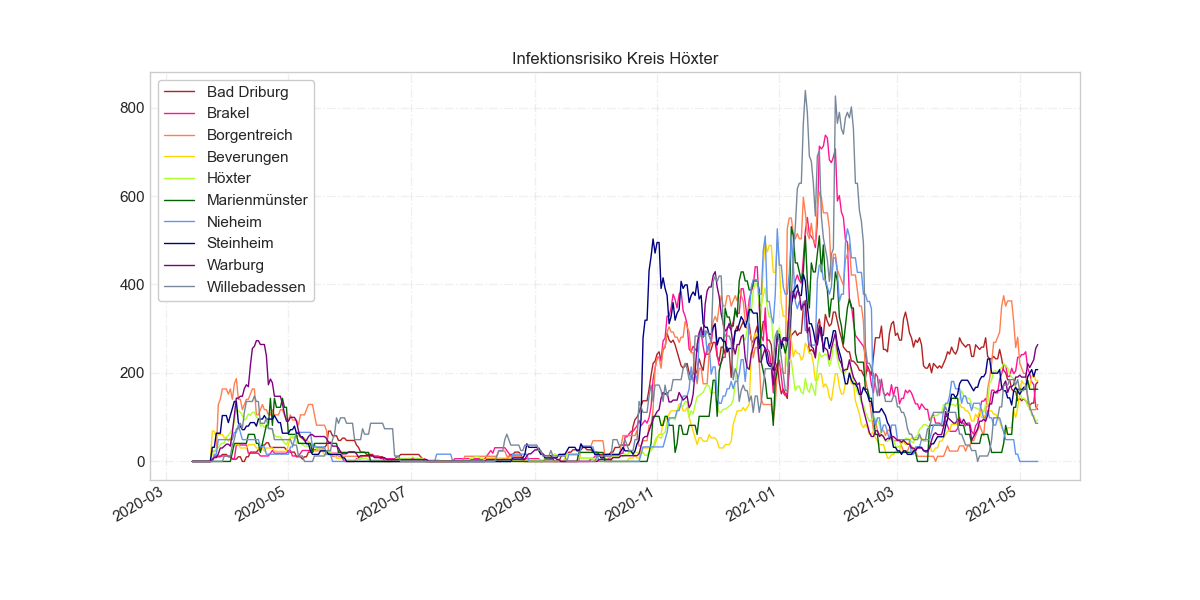 Infektionsrisiko Kreis Höxter
Bad Driburg
Brakel
Borgentreich
Beverungen
Höxter
Marienmünster
Nieheim
Steinheim
Warburg
Willebadessen
800
600
400
200
0
2020-03
2020-05
2020-07
2020-09
2020-11
2021-01
2021-03
2021-05